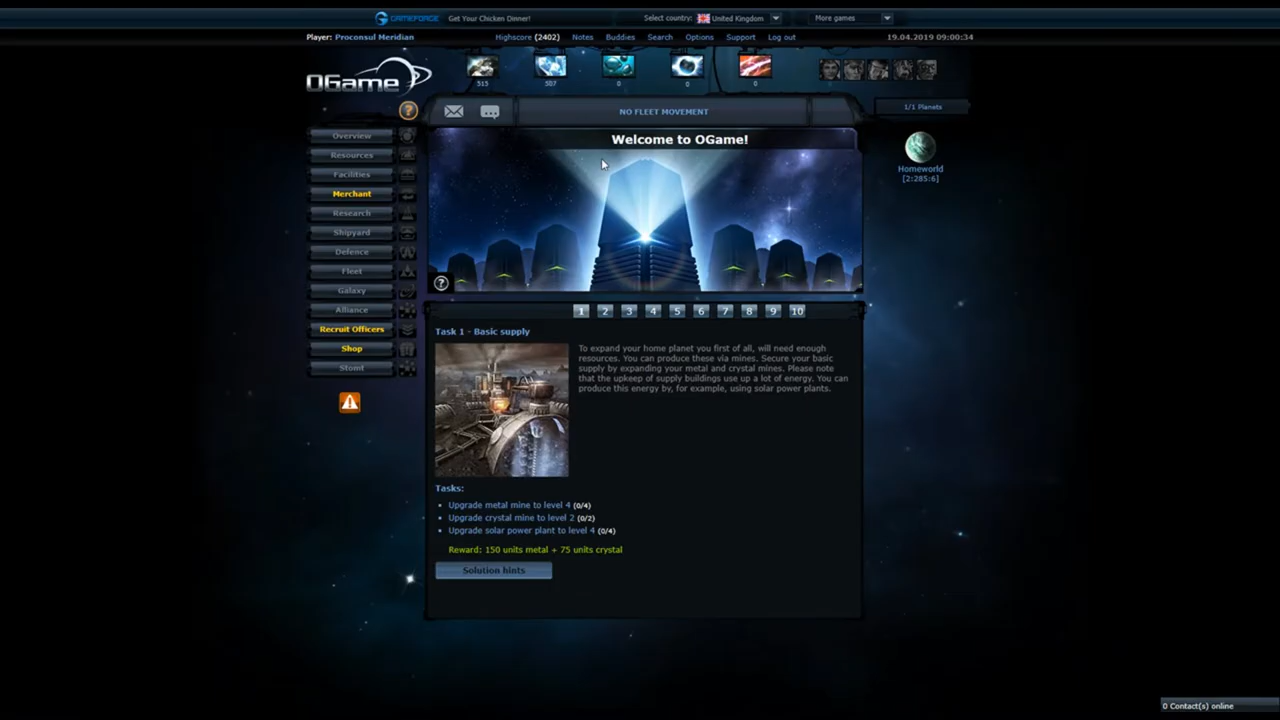 GAMEFORGE Get Your Chicken Dinner! Select country: United Kingdom More games
Player: Proconsul Meridian Highscore (2402) Notes Buddies Search Options Support Log out 19.04.2019 09:00:34
OGame
515 507 0 0 0
NO FLEET MOVEMENT
1/1 Planets
Welcome to OGame!
Homeworld
[2:285:6]
Overview
Resources
Facilities
Merchant
Research
Shipyard
Defence
Fleet
Galaxy
Alliance
Recruit Officers
Shop
Stomt
1 2 3 4 5 6 7 8 9 10
Task 1 - Basic supply
To expand your home planet you first of all, will need enough
resources. You can produce these via mines. Secure your basic
supply by expanding your metal and crystal mines. Please note
that the upkeep of supply buildings use up a lot of energy. You can
produce this energy by, for example, using solar power plants.
Tasks:
Upgrade metal mine to level 4 (0/4)
Upgrade crystal mine to level 2 (0/2)
Upgrade solar power plant to level 4 (0/4)
Reward: 150 units metal + 75 units crystal
Solution hints
0 Contact(s) online